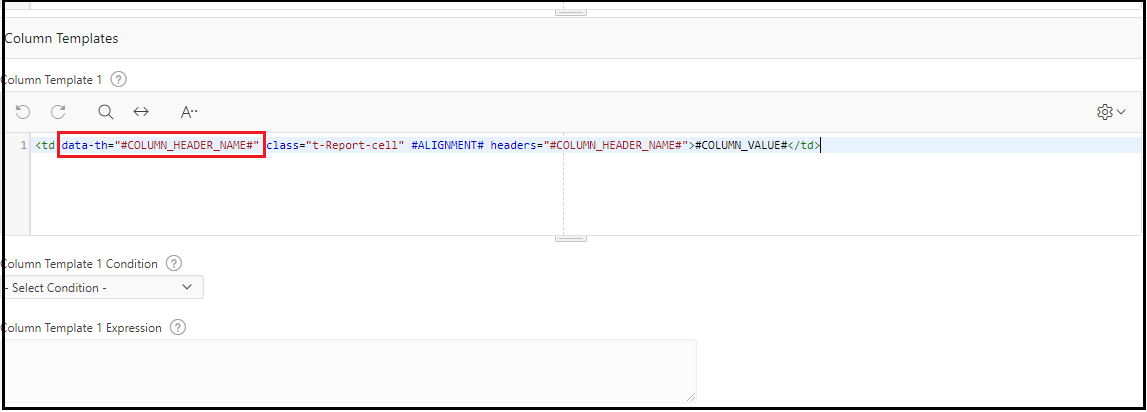 Column Templates
Column Template 1 ?
A
1 <td data-th="#COLUMN_HEADER_NAME#" class="t-Report-cell" #ALIGNMENT# headers="#COLUMN_HEADER_NAME#">#COLUMN_VALUE#</td>
Column Template 1 Condition ?
- Select Condition -
Column Template 1 Expression ?